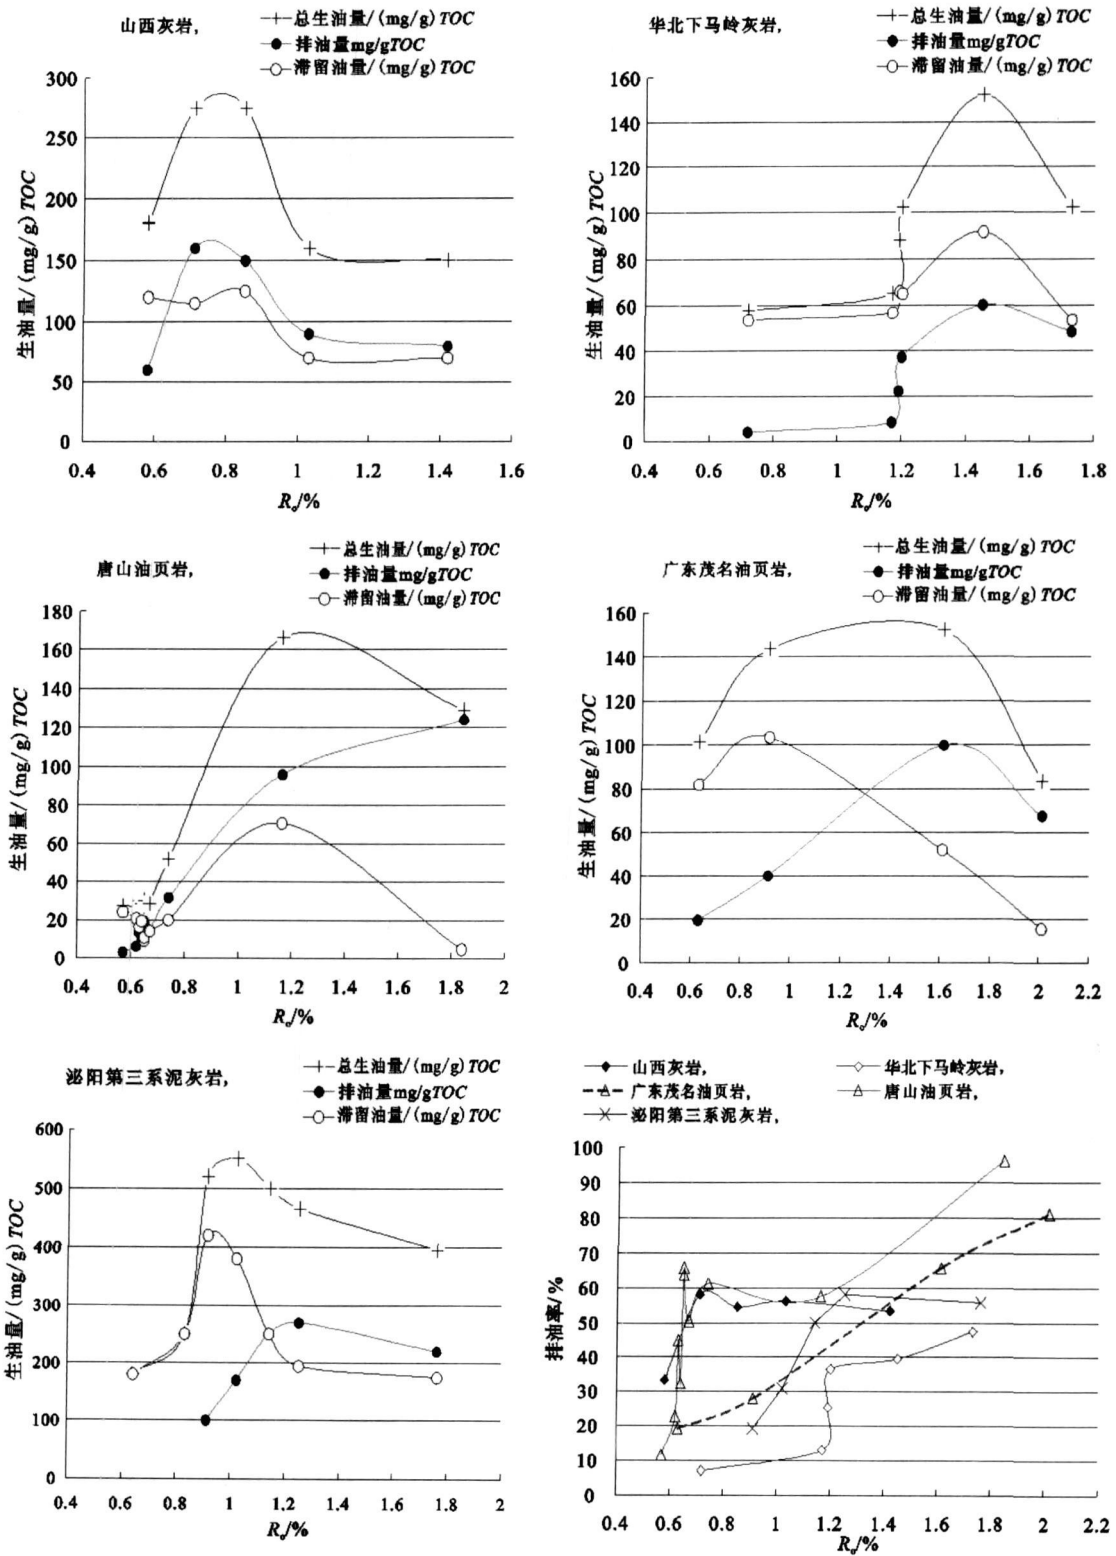 山西灰岩,
总生油量/(mg/g)TOC
排油量mg/gTOC
滞留油量/(mg/g)TOC
300
250
200
150
100
50
0
生油量/(mg/g)TOC
0.4 0.6 0.8 1 1.2 1.4 1.6
Ro/%
华北下马岭灰岩,
总生油量/(mg/g)TOC
排油量mg/gTOC
滞留油量/(mg/g)TOC
160
140
120
100
80
60
40
20
0
生油量/(mg/g)TOC
0.4 0.6 0.8 1 1.2 1.4 1.6 1.8
Ro/%
唐山油页岩,
总生油量/(mg/g)TOC
排油量mg/gTOC
滞留油量/(mg/g)TOC
180
160
140
120
100
80
60
40
20
0
生油量/(mg/g)TOC
0.4 0.6 0.8 1 1.2 1.4 1.6 1.8 2
Ro/%
广东茂名油页岩,
总生油量/(mg/g)TOC
排油量mg/gTOC
滞留油量/(mg/g)TOC
160
140
120
100
80
60
40
20
0
生油量/(mg/g)TOC
0.4 0.6 0.8 1 1.2 1.4 1.6 1.8 2 2.2
Ro/%
泌阳第三系泥灰岩,
总生油量/(mg/g)TOC
排油量mg/gTOC
滞留油量/(mg/g)TOC
600
500
400
300
200
100
0
生油量/(mg/g)TOC
0.4 0.6 0.8 1 1.2 1.4 1.6 1.8 2
Ro/%
山西灰岩, 华北下马岭灰岩,
广东茂名油页岩, 唐山油页岩,
泌阳第三系泥灰岩,
100
90
80
70
60
50
40
30
20
10
0
排油率/%
0.4 0.6 0.8 1 1.2 1.4 1.6 1.8 2 2.2
Ro/%